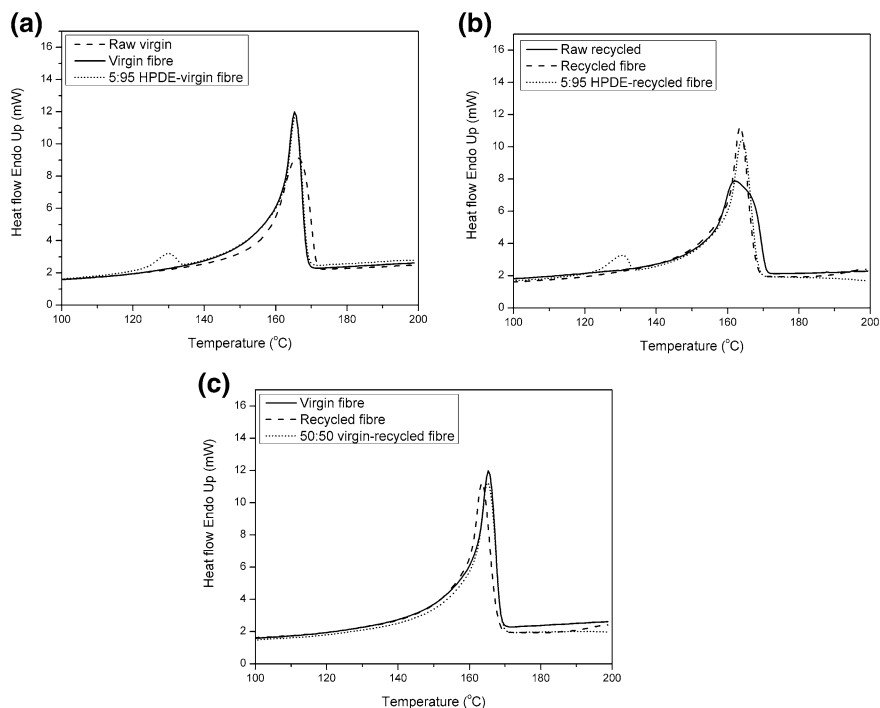 (a)
Raw virgin
Virgin fibre
5:95 HPDE-virgin fibre
Heat flow Endo Up (mW)
16
14
12
10
8
6
4
2
0
100 120 140 160 180 200
Temperature (°C)
(b)
Raw recycled
Recycled fibre
5:95 HPDE-recycled fibre
Heat flow Endo Up (mW)
16
14
12
10
8
6
4
2
0
100 120 140 160 180 200
Temperature (°C)
(c)
Virgin fibre
Recycled fibre
50:50 virgin-recycled fibre
Heat flow Endo Up (mW)
16
14
12
10
8
6
4
2
0
100 120 140 160 180 200
Temperature (°C)